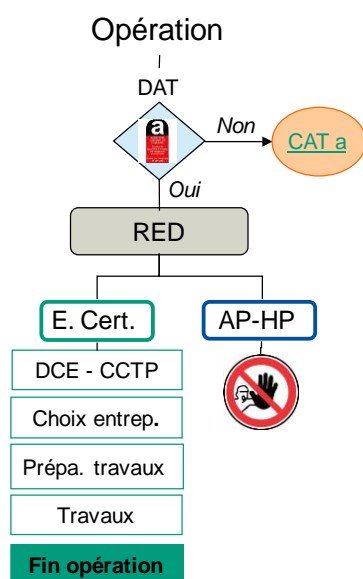 Opération
DAT
a
Non
CAT a
Oui
RED
E. Cert.
AP-HP
DCE - CCTP
Choix entrep.
Prépa. travaux
Travaux
Fin opération